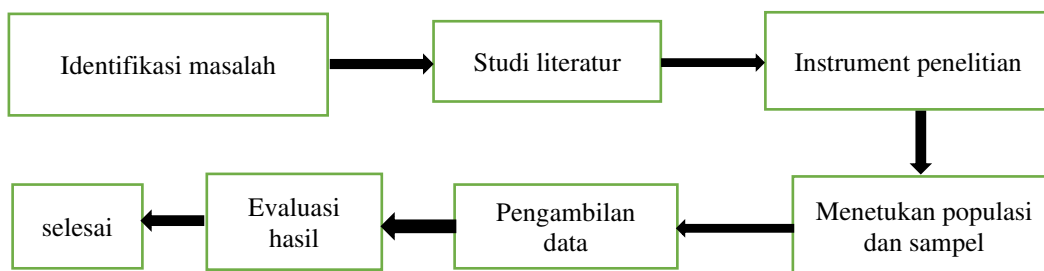 Identifikasi masalah
Studi literatur
Instrument penelitian
Menetukan populasi
dan sampel
Pengambilan
data
Evaluasi
hasil
selesai